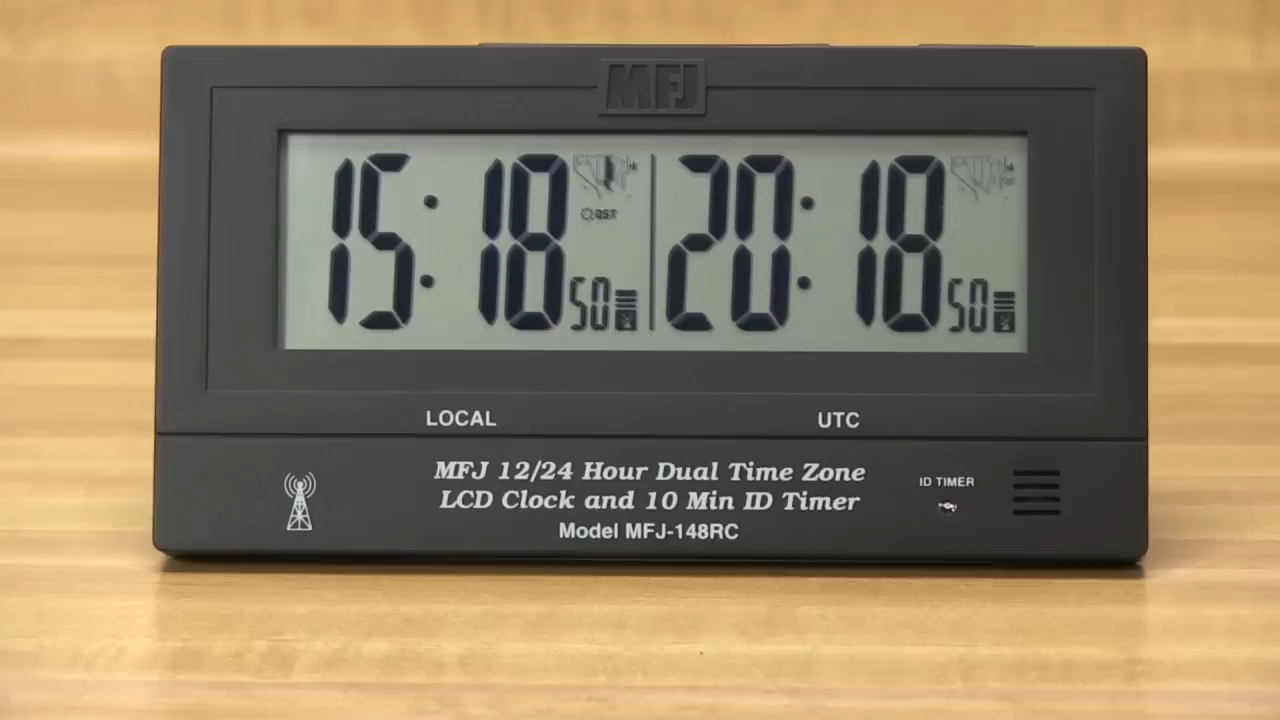 MFJ
15:18 50 20:18 50
DST
LOCAL UTC
MFJ 12/24 Hour Dual Time Zone
LCD Clock and 10 Min ID Timer
Model MFJ-148RC
ID TIMER